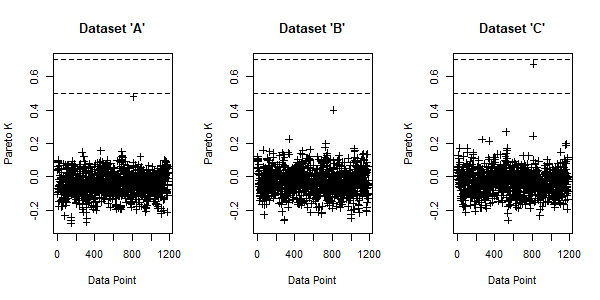 Dataset 'A' Dataset 'B' Dataset 'C'
Pareto K Pareto K Pareto K
0.6 0.6 0.6
0.4 0.4 0.4
0.2 0.2 0.2
0.0 0.0 0.0
-0.2 -0.2 -0.2
0 400 800 1200 0 400 800 1200 0 400 800 1200
Data Point Data Point Data Point